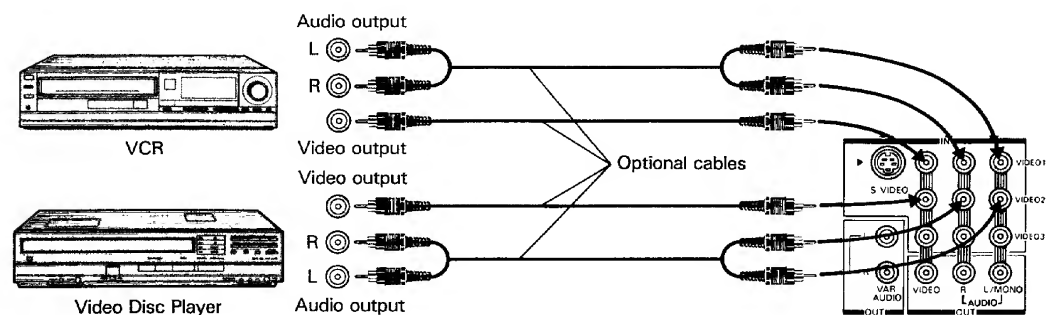 Audio output
L
R
VCR
Video output
Video output
Optional cables
R
L
Video Disc Player
Audio output
IN
S VIDEO
VIDEO1
VIDEO2
VIDEO3
VAR AUDIO
VIDEO
R
L/MONO
AUDIO
OUT
OUT